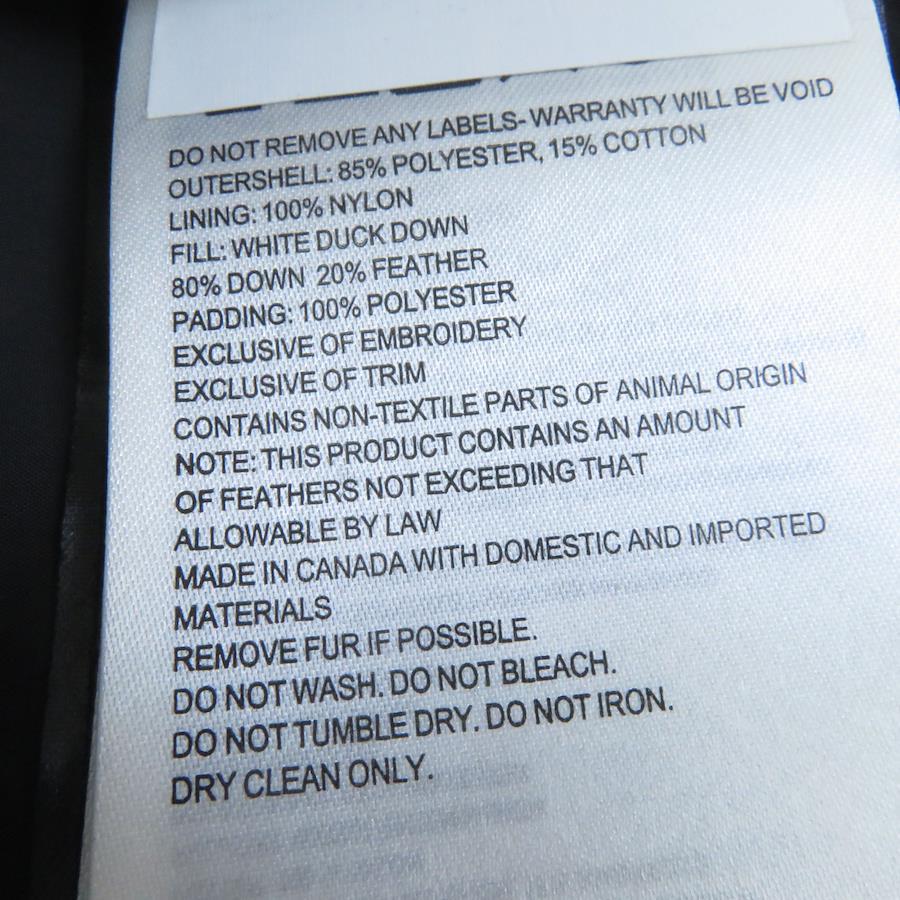 DO NOT REMOVE ANY LABELS-WARRANTY WILL BE VOID
OUTERSHELL: 85% POLYESTER, 15% COTTON
LINING: 100% NYLON
FILL: WHITE DUCK DOWN
80% DOWN 20% FEATHER
PADDING: 100% POLYESTER
EXCLUSIVE OF EMBROIDERY
EXCLUSIVE OF TRIM
CONTAINS NON-TEXTILE PARTS OF ANIMAL ORIGIN
NOTE: THIS PRODUCT CONTAINS AN AMOUNT
OF FEATHERS NOT EXCEEDING THAT
ALLOWABLE BY LAW
MADE IN CANADA WITH DOMESTIC AND IMPORTED
MATERIALS
REMOVE FUR IF POSSIBLE.
DO NOT WASH. DO NOT BLEACH.
DO NOT TUMBLE DRY. DO NOT IRON.
DRY CLEAN ONLY.